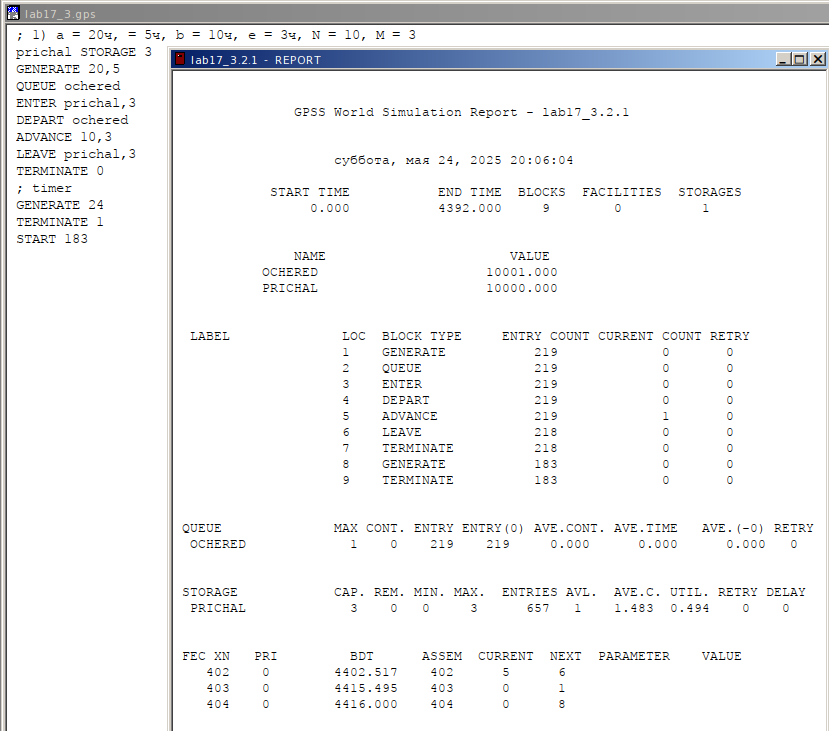 lab17_3.gps
; 1) a = 20ч, = 5ч, b = 10ч, e = 3ч, N = 10, M = 3
prichal STORAGE 3
GENERATE 20,5
QUEUE ochered
ENTER prichal,3
DEPART ochered
ADVANCE 10,3
LEAVE prichal,3
TERMINATE 0
; timer
GENERATE 24
TERMINATE 1
START 183
lab17_3.2.1 - REPORT
GPSS World Simulation Report - lab17_3.2.1
суббота, мая 24, 2025 20:06:04
START TIME END TIME BLOCKS FACILITIES STORAGES
0.000 4392.000 9 0 1
NAME VALUE
OCHERED 10001.000
PRICHAL 10000.000
LABEL LOC BLOCK TYPE ENTRY COUNT CURRENT COUNT RETRY
1 GENERATE 219 0 0
2 QUEUE 219 0 0
3 ENTER 219 0 0
4 DEPART 219 0 0
5 ADVANCE 219 1 0
6 LEAVE 218 0 0
7 TERMINATE 218 0 0
8 GENERATE 183 0 0
9 TERMINATE 183 0 0
QUEUE MAX CONT. ENTRY ENTRY(0) AVE.CONT. AVE.TIME AVE.(-0) RETRY
OCHERED 1 0 219 219 0.000 0.000 0.000 0
STORAGE CAP. REM. MIN. MAX. ENTRIES AVL. AVE.C. UTIL. RETRY DELAY
PRICHAL 3 0 0 3 657 1 1.483 0.494 0 0
FEC XN PRI BDT ASSEM CURRENT NEXT PARAMETER VALUE
402 0 4402.517 402 5 6
403 0 4415.495 403 0 1
404 0 4416.000 404 0 8